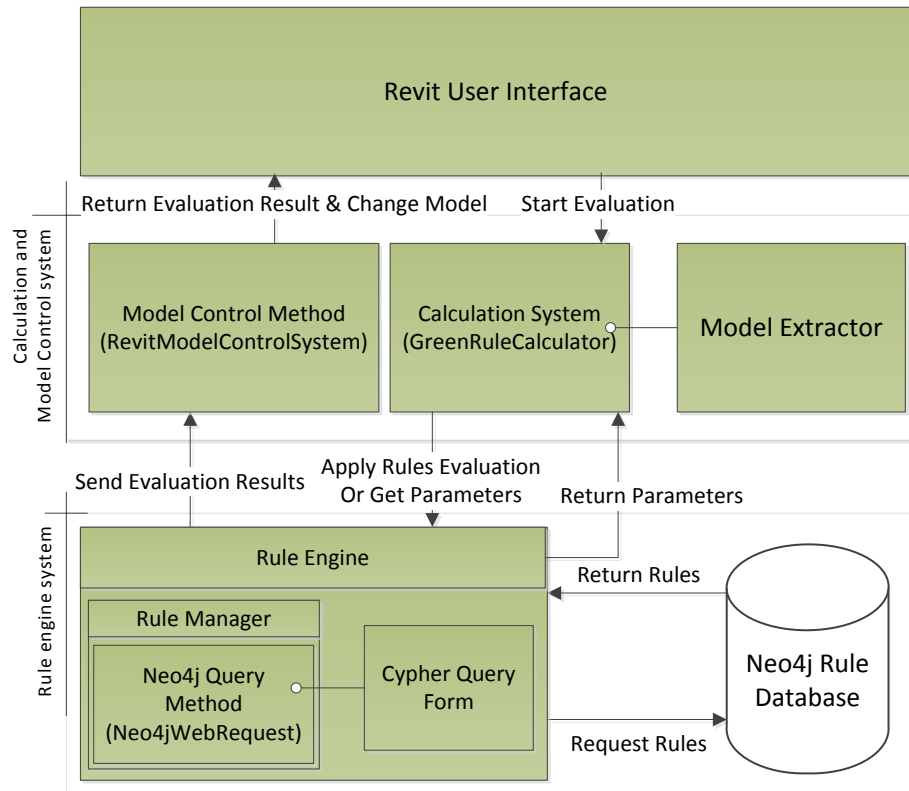 Revit User Interface
Return Evaluation Result & Change Model
Start Evaluation
Calculation and
Model Control system
Model Control Method
(RevitModelControlSystem)
Calculation System
(GreenRuleCalculator)
Model Extractor
Send Evaluation Results
Apply Rules Evaluation
Or Get Parameters
Return Parameters
Rule engine system
Rule Engine
Return Rules
Rule Manager
Neo4j Query
Method
(Neo4jWebRequest)
Cypher Query
Form
Neo4j Rule
Database
Request Rules